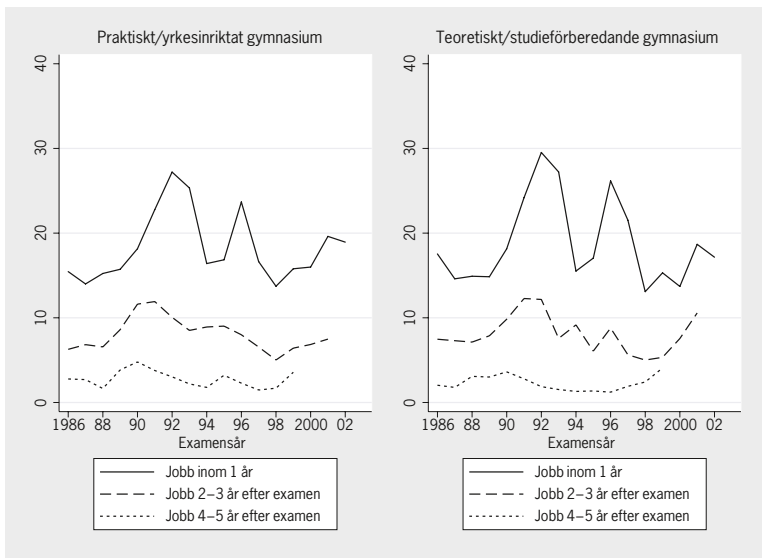 Praktiskt/yrkesinriktat gymnasium
40
30
20
10
0
1986 88 90 92 94 96 98 2000 02
Examensår
Jobb inom 1 år
Jobb 2–3 år efter examen
Jobb 4–5 år efter examen
Teoretiskt/studieförberedande gymnasium
40
30
20
10
0
1986 88 90 92 94 96 98 2000 02
Examensår
Jobb inom 1 år
Jobb 2–3 år efter examen
Jobb 4–5 år efter examen